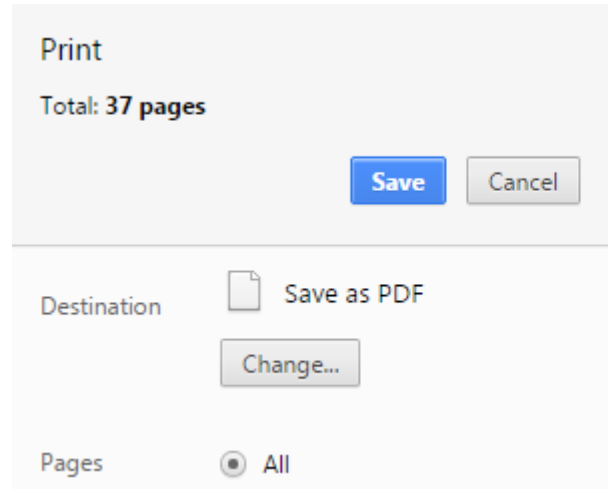 Print
Total: 37 pages
Save Cancel
Destination Save as PDF
Change...
Pages All